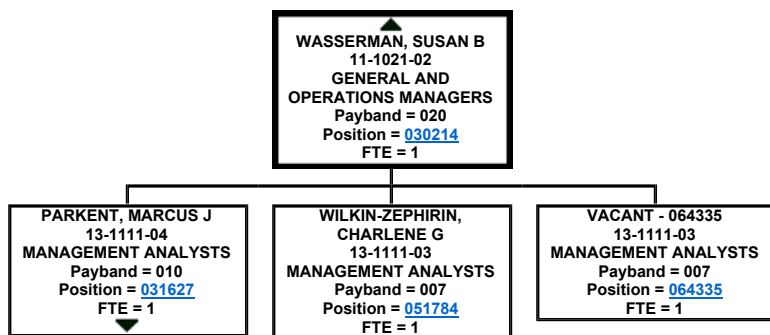 WASSERMAN, SUSAN B
11-1021-02
GENERAL AND
OPERATIONS MANAGERS
Payband = 020
Position = 030214
FTE = 1
PARKENT, MARCUS J
13-1111-04
MANAGEMENT ANALYSTS
Payband = 010
Position = 031627
FTE = 1
WILKIN-ZEPHIRIN,
CHARLENE G
13-1111-03
MANAGEMENT ANALYSTS
Payband = 007
Position = 051784
FTE = 1
VACANT - 064335
13-1111-03
MANAGEMENT ANALYSTS
Payband = 007
Position = 064335
FTE = 1